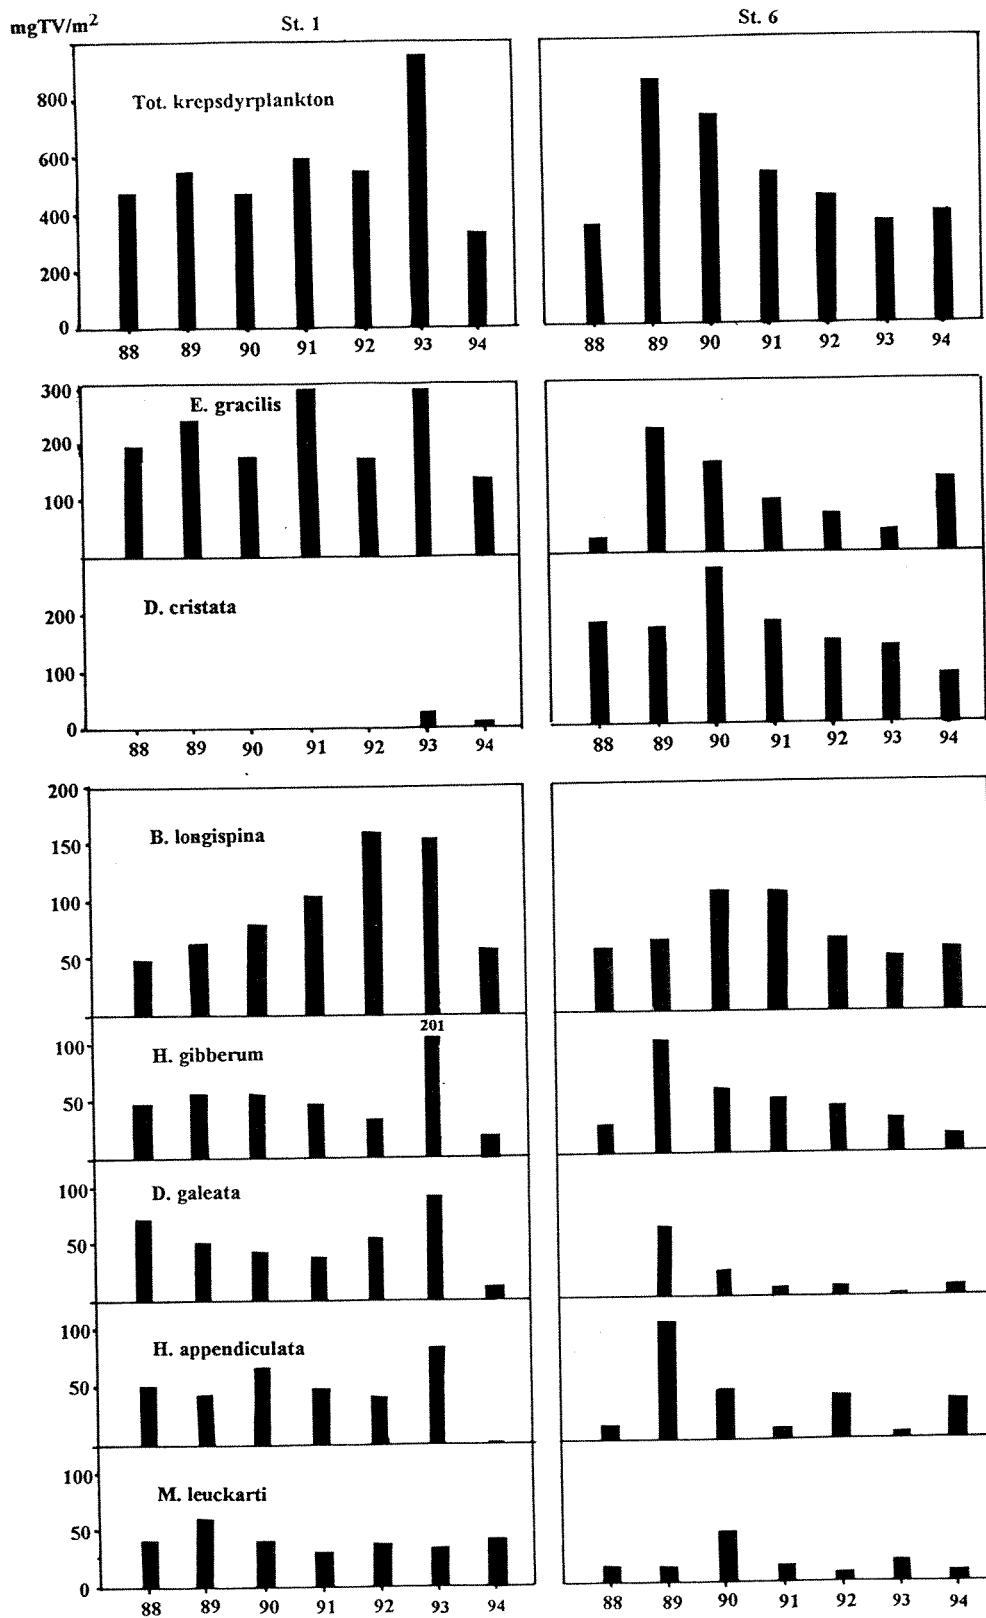 mgTV/m2 St. 1 St. 6
Tot. krepsdyrplankton
800
600
400
200
0
88 89 90 91 92 93 94
88 89 90 91 92 93 94
E. gracilis
300
200
100
D. cristata
200
100
0
88 89 90 91 92 93 94
88 89 90 91 92 93 94
B. longispina
200
150
100
50
201
H. gibberum
100
50
D. galeata
100
50
H. appendiculata
100
50
M. leuckarti
100
50
0
88 89 90 91 92 93 94
88 89 90 91 92 93 94